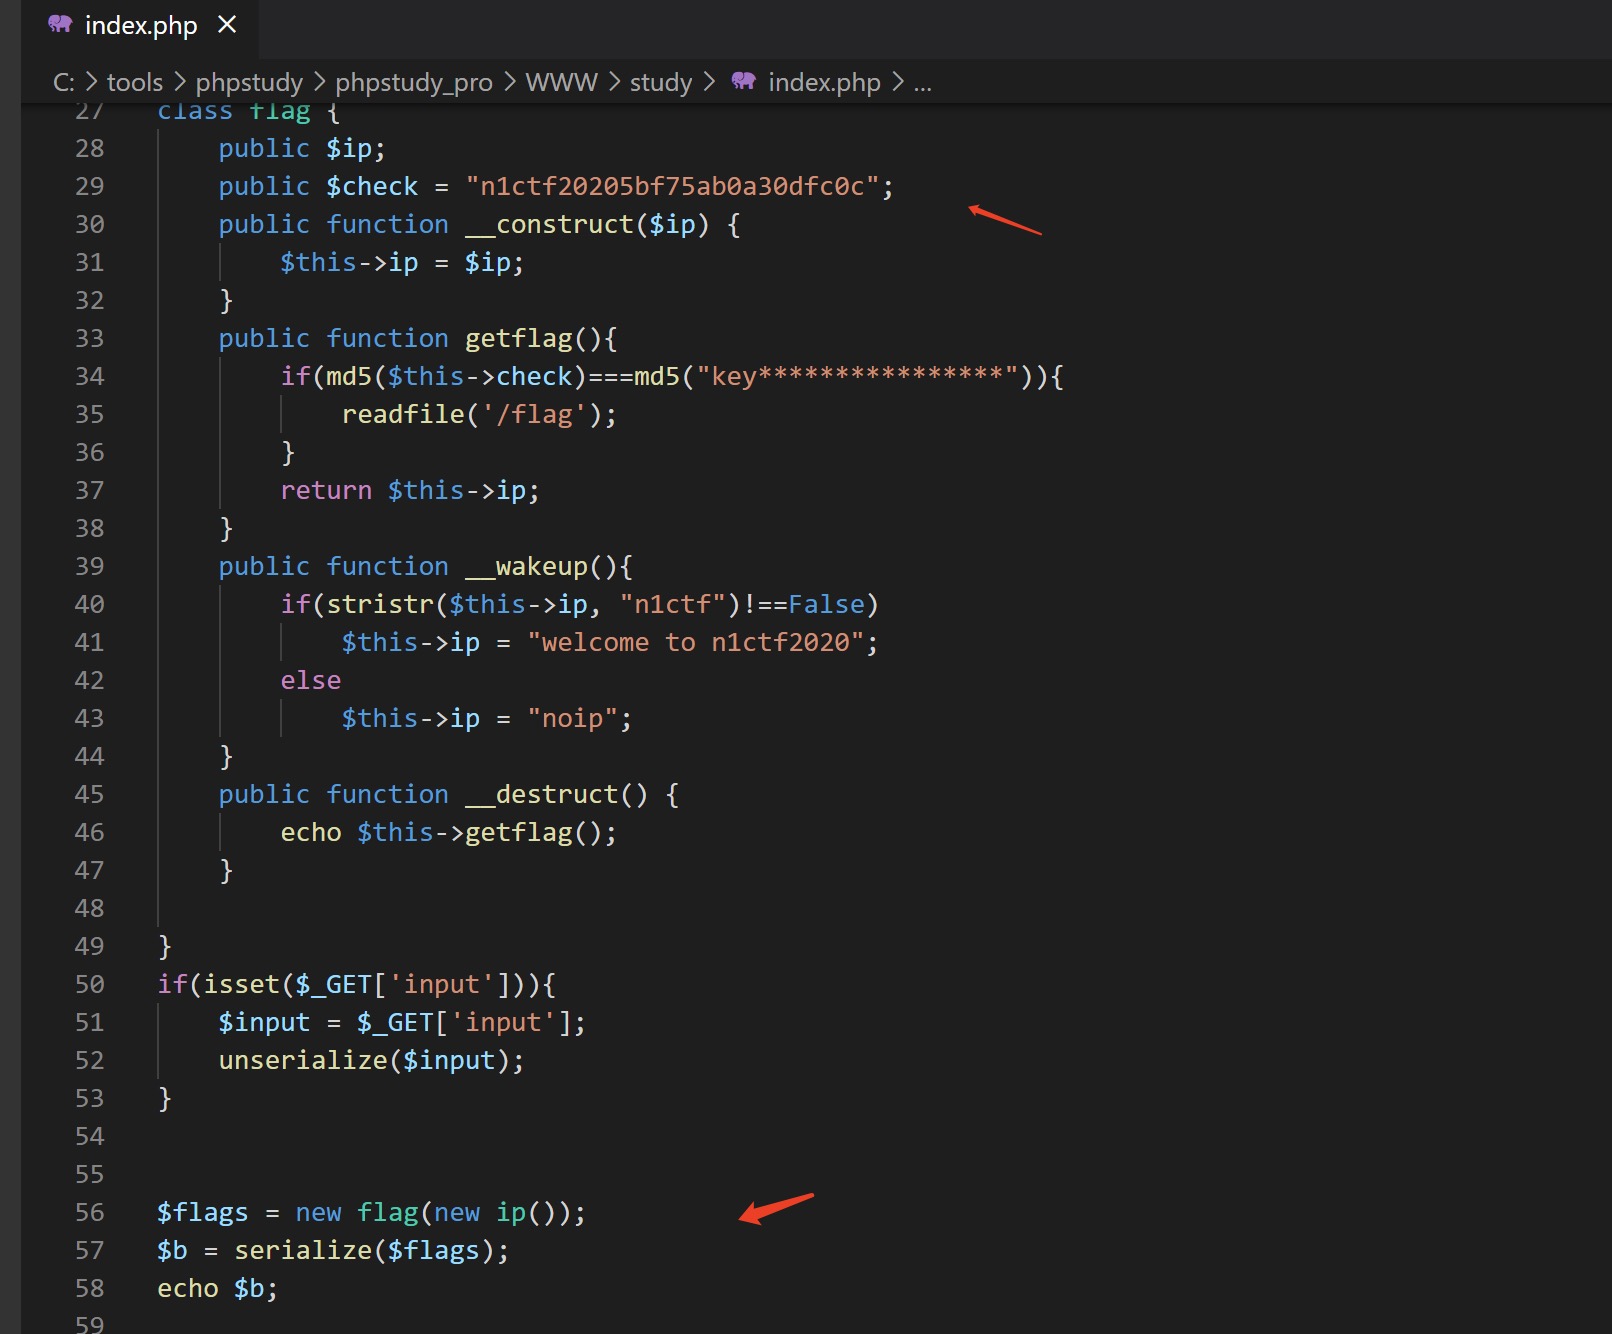 index.php ×
C: > tools > phpstudy > phpstudy_pro > WWW > study > index.php > ...
27 class flag {
28     public $ip;
29     public $check = "n1ctf20205bf75ab0a30dfc0c";
30     public function __construct($ip) {
31         $this->ip = $ip;
32     }
33     public function getflag(){
34         if(md5($this->check)===md5("key****************")){
35             readfile('/flag');
36         }
37         return $this->ip;
38     }
39     public function __wakeup(){
40         if(stristr($this->ip, "n1ctf")!==False)
41             $this->ip = "welcome to n1ctf2020";
42         else
43             $this->ip = "noip";
44     }
45     public function __destruct() {
46         echo $this->getflag();
47     }
48
49 }
50 if(isset($_GET['input'])){
51     $input = $_GET['input'];
52     unserialize($input);
53 }
54
55
56 $flags = new flag(new ip());
57 $b = serialize($flags);
58 echo $b;
59